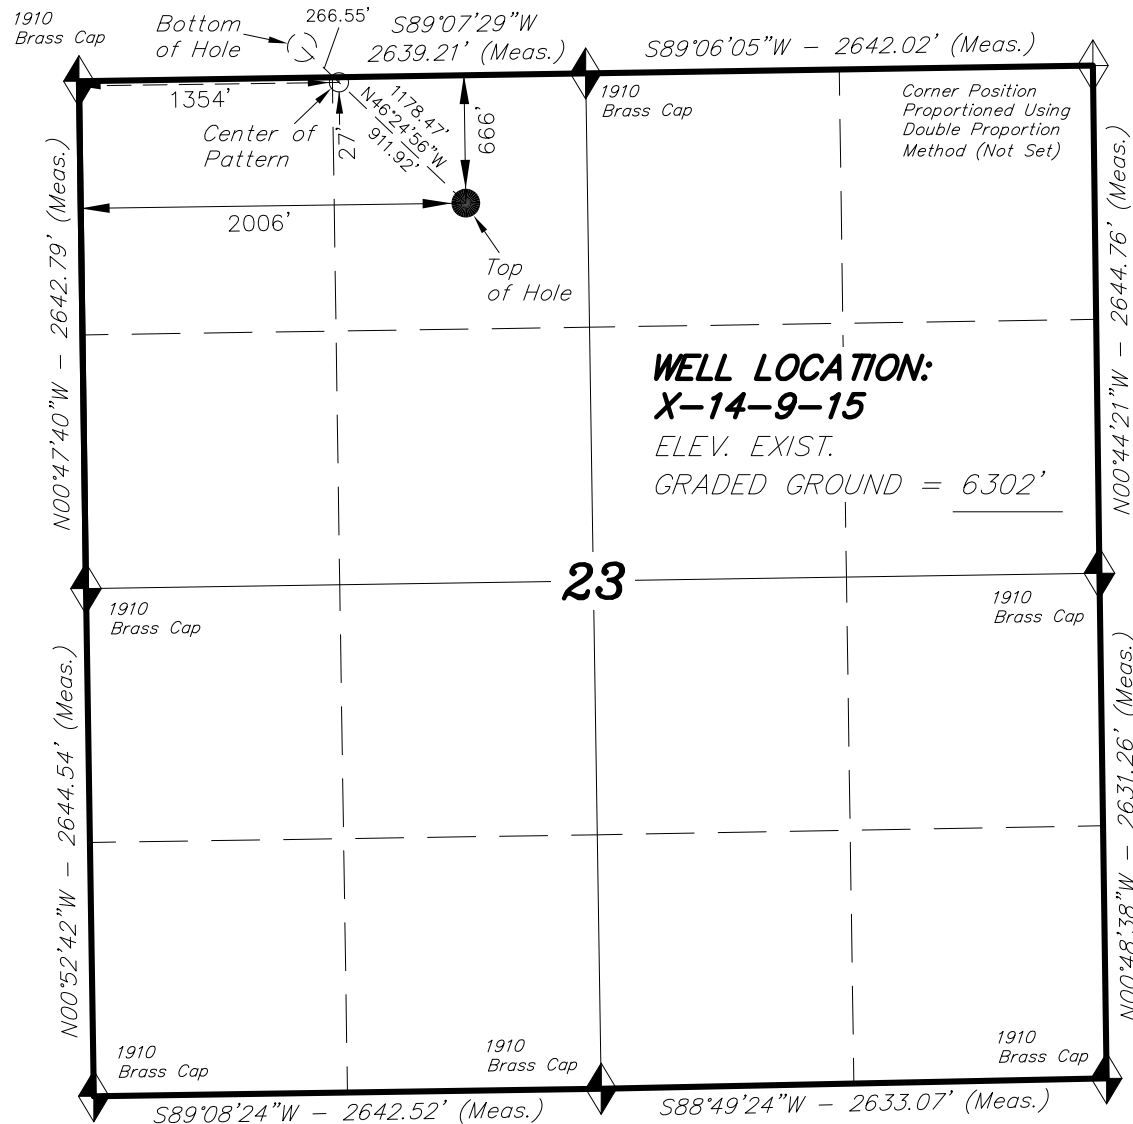 1910
Brass Cap
Bottom
of Hole
266.55'
S89°07'29"W
2639.21' (Meas.)
S89°06'05"W - 2642.02' (Meas.)
1354'
Center of
Pattern
27'
1178.47'
N46°24'56"W
911.92'
666'
1910
Brass Cap
Corner Position
Proportioned Using
Double Proportion
Method (Not Set)
2006'
Top
of Hole
N00°47'40"W - 2642.79' (Meas.)
N00°44'21"W - 2644.76' (Meas.)
WELL LOCATION:
X-14-9-15
ELEV. EXIST.
GRADED GROUND = 6302'
23
1910
Brass Cap
1910
Brass Cap
N00°52'42"W - 2644.54' (Meas.)
N00°48'38"W - 2631.26' (Meas.)
1910
Brass Cap
1910
Brass Cap
1910
Brass Cap
S89°08'24"W - 2642.52' (Meas.)
S88°49'24"W - 2633.07' (Meas.)